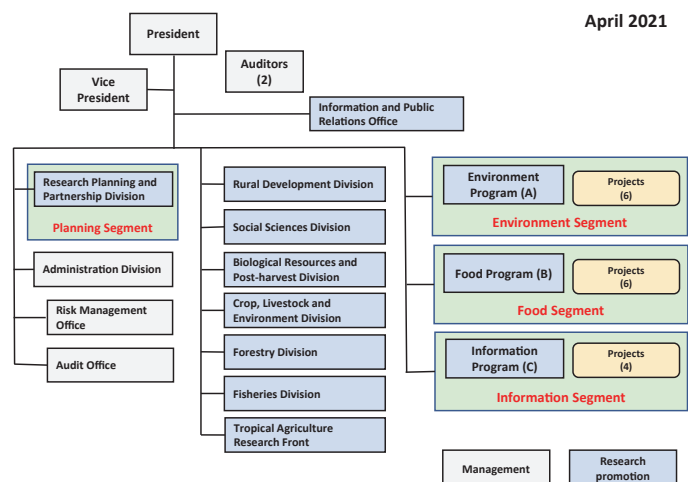 April 2021
President
Auditors
(2)
Vice
President
Information and Public
Relations Office
Research Planning and
Partnership Division
Planning Segment
Administration Division
Risk Management
Office
Audit Office
Rural Development Division
Social Sciences Division
Biological Resources and
Post-harvest Division
Crop, Livestock and
Environment Division
Forestry Division
Fisheries Division
Tropical Agriculture
Research Front
Environment
Program (A)
Projects
(6)
Environment Segment
Food Program (B)
Projects
(6)
Food Segment
Information
Program (C)
Projects
(4)
Information Segment
Management
Research
promotion